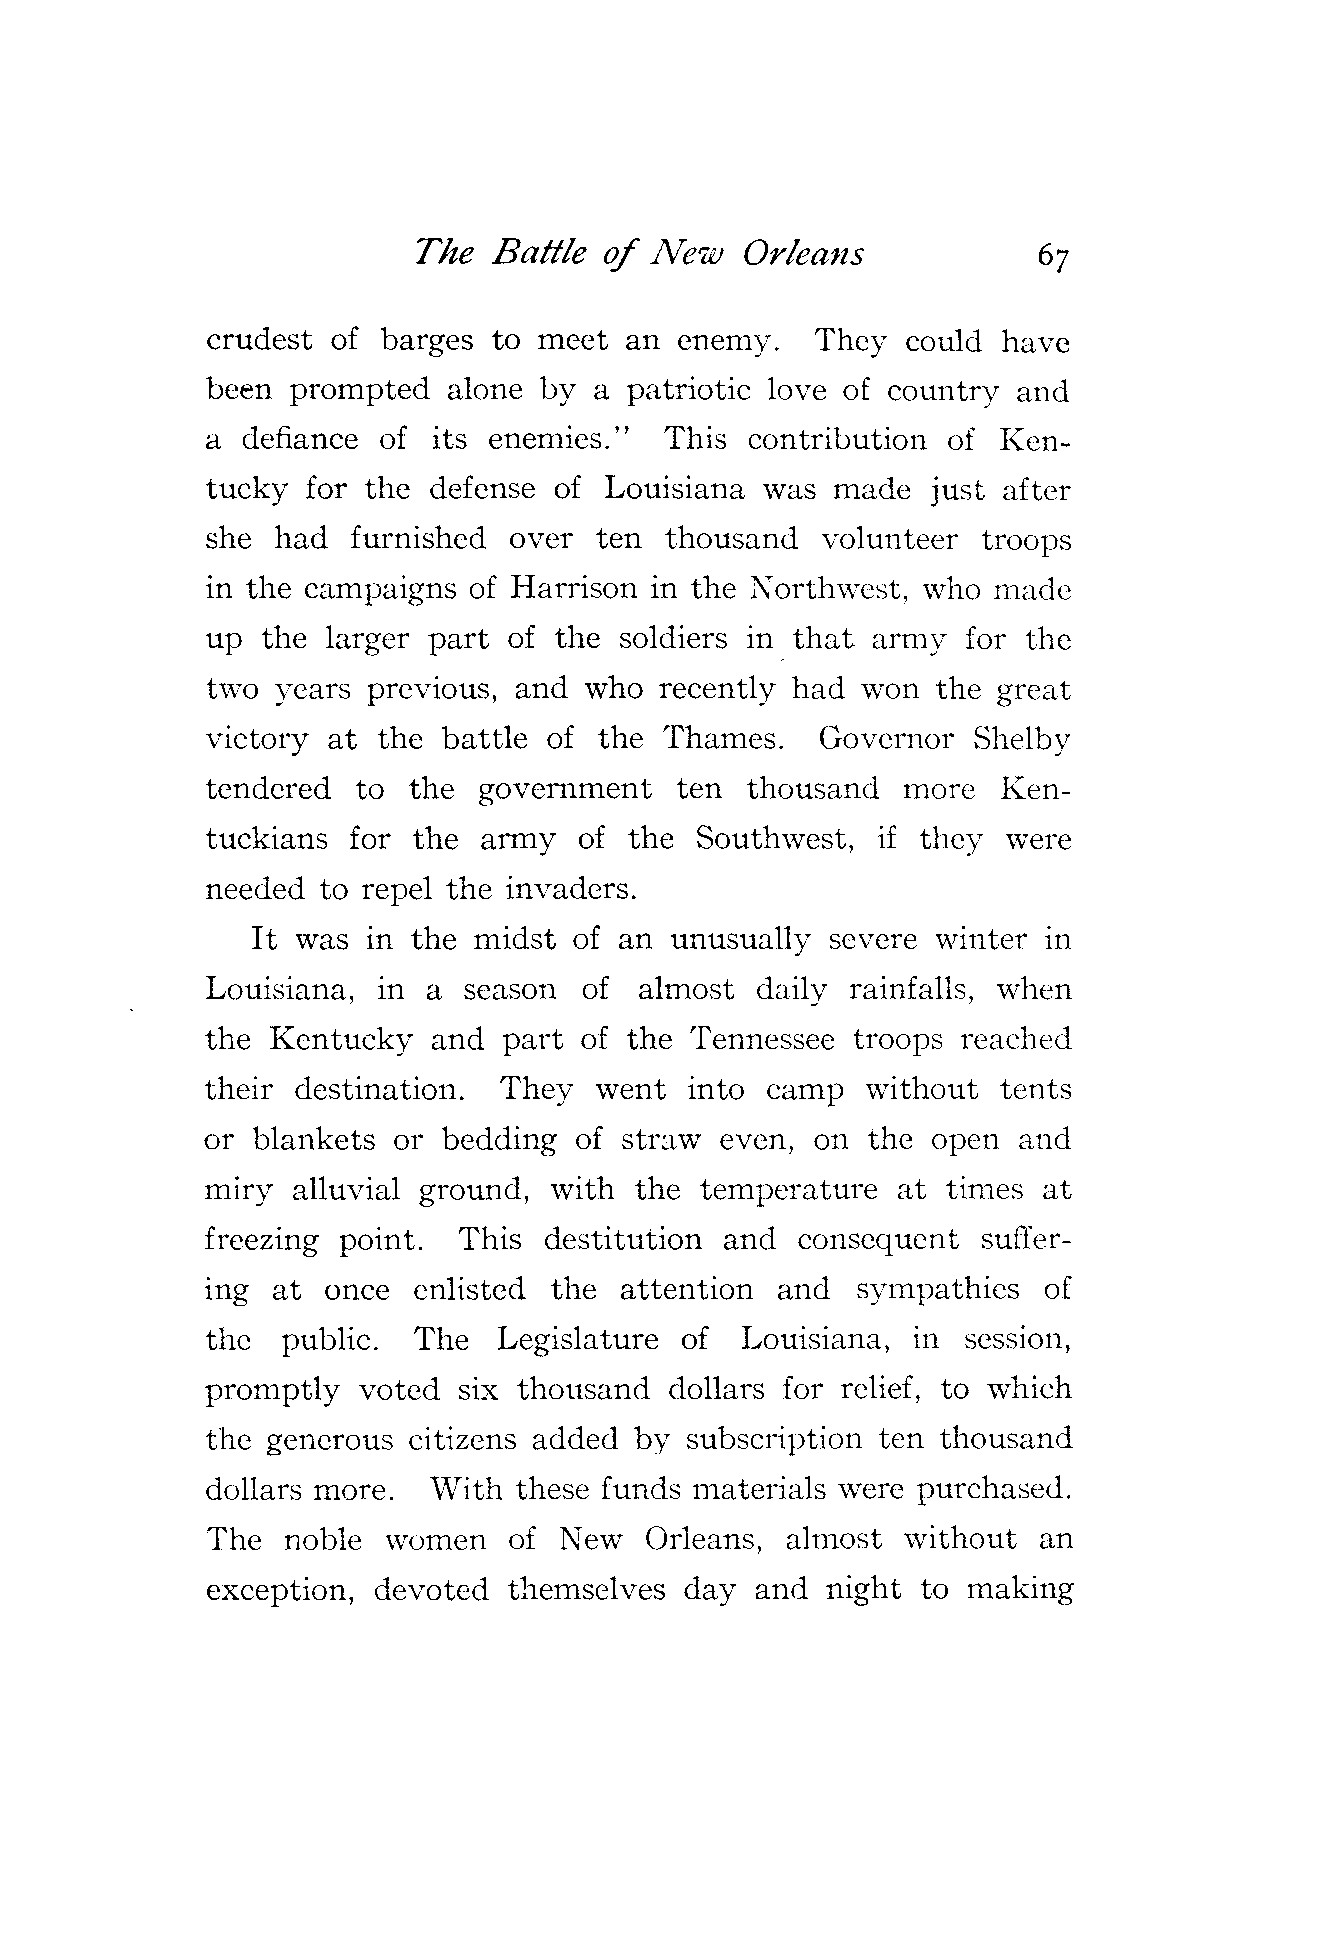 The Battle of New Orleans 67
crudest of barges to meet an enemy. They could have
been prompted alone by a patriotic love of country and
a defiance of its enemies.” This contribution of Ken-
tucky for the defense of Louisiana was made just after
she had furnished over ten thousand volunteer troops
in the campaigns of Harrison in the Northwest, who made
up the larger part of the soldiers in that army for the
two years previous, and who recently had won the great
victory at the battle of the Thames. Governor Shelby
tendered to the government ten thousand more Ken-
tuckians for the army of the Southwest, if they were
needed to repel the invaders.
It was in the midst of an unusually severe winter in
Louisiana, in a season of almost daily rainfalls, when
the Kentucky and part of the Tennessee troops reached
their destination. They went into camp without tents
or blankets or bedding of straw even, on the open and
miry alluvial ground, with the temperature at times at
freezing point. This destitution and consequent suffer-
ing at once enlisted the attention and sympathies of
the public. The Legislature of Louisiana, in session,
promptly voted six thousand dollars for relief, to which
the generous citizens added by subscription ten thousand
dollars more. With these funds materials were purchased.
The noble women of New Orleans, almost without an
exception, devoted themselves day and night to making